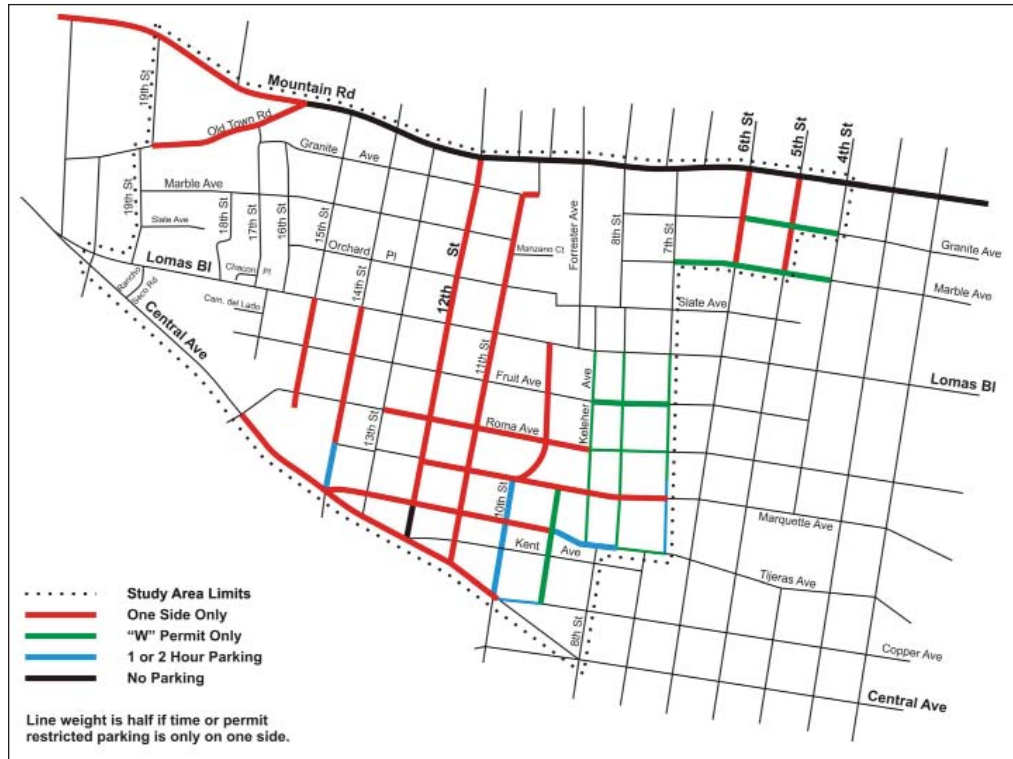 Mountain Rd
19th St
Old Town Rd
Granite Ave
6th St
5th St
4th St
Marble Ave
19th St
Slate Ave
18th St
17th St
16th St
15th St
Orchard Pl
12th St
Manzano Ct
Forrester Ave
8th St
7th St
Granite Ave
Marble Ave
Slate Ave
Lomas Bl
Chacon Pl
Rancho
Seco Rd
Cam. del Lado
14th St
Central Ave
11th St
Fruit Ave
Keleher Ave
Lomas Bl
13th St
Roma Ave
10th St
Marquette Ave
Kent Ave
Tijeras Ave
8th St
Copper Ave
Central Ave
Study Area Limits
One Side Only
“W” Permit Only
1 or 2 Hour Parking
No Parking
Line weight is half if time or permit
restricted parking is only on one side.